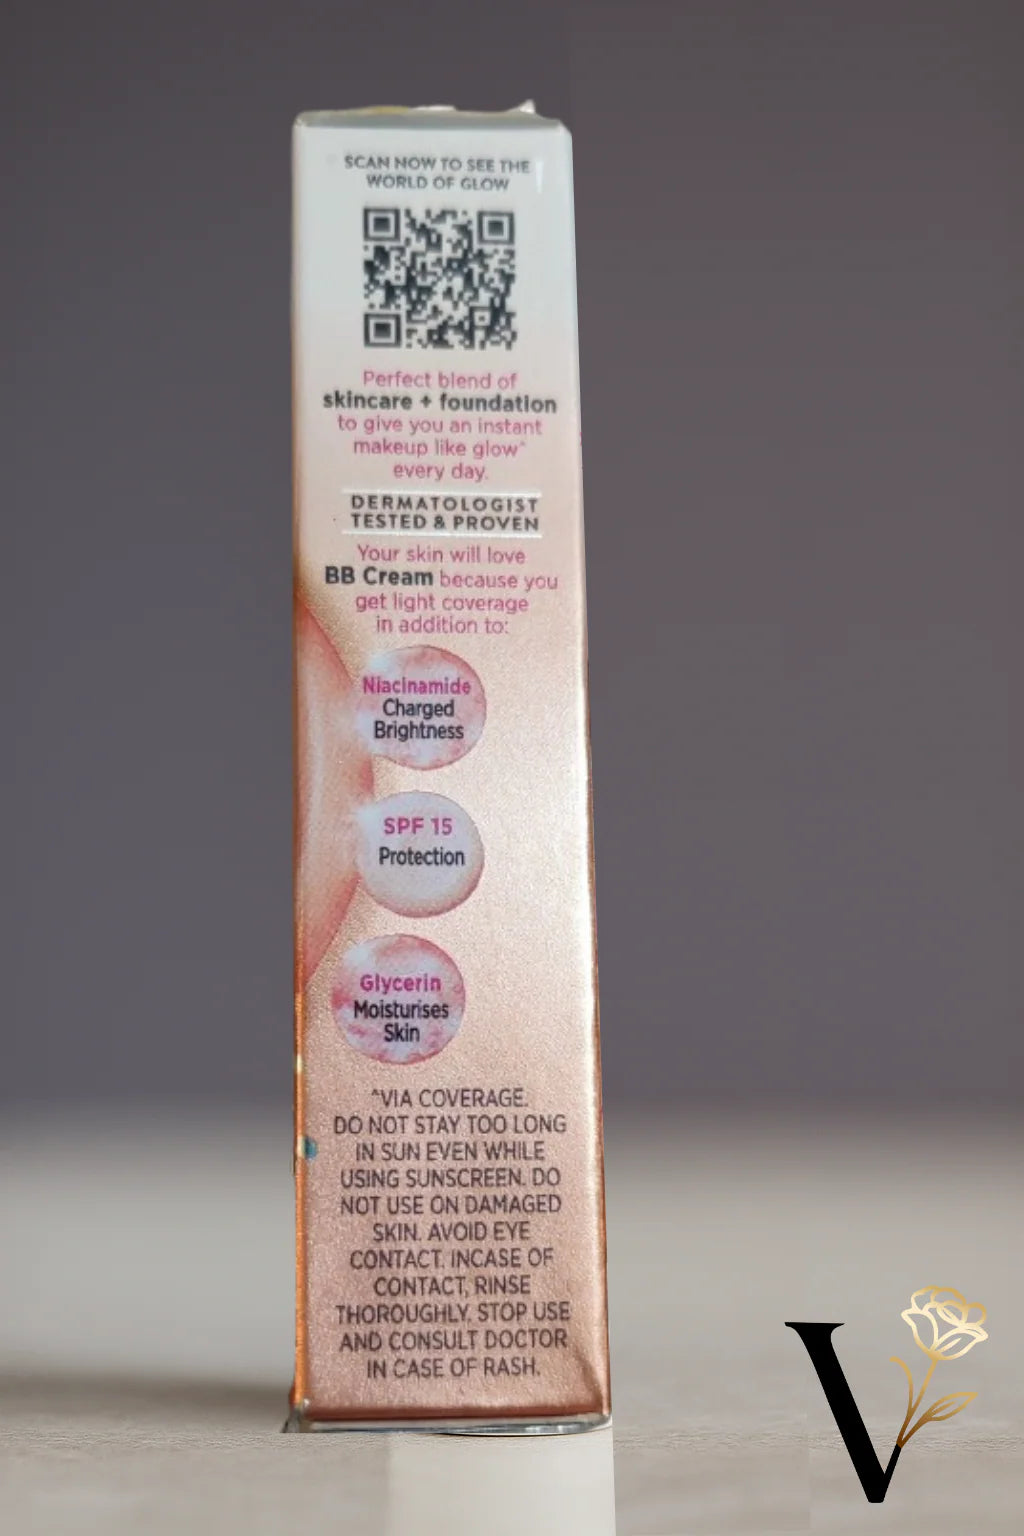 SCAN NOW TO SEE THE
WORLD OF GLOW
Perfect blend of
skincare + foundation
to give you an instant
makeup like glow^
every day.
DERMATOLOGIST
TESTED & PROVEN
Your skin will love
BB Cream because you
get light coverage
in addition to:
Niacinamide
Charged
Brightness
SPF 15
Protection
Glycerin
Moisturises
Skin
^VIA COVERAGE.
DO NOT STAY TOO LONG
IN SUN EVEN WHILE
USING SUNSCREEN. DO
NOT USE ON DAMAGED
SKIN. AVOID EYE
CONTACT. INCASE OF
CONTACT, RINSE
THOROUGHLY. STOP USE
AND CONSULT DOCTOR
IN CASE OF RASH.
V